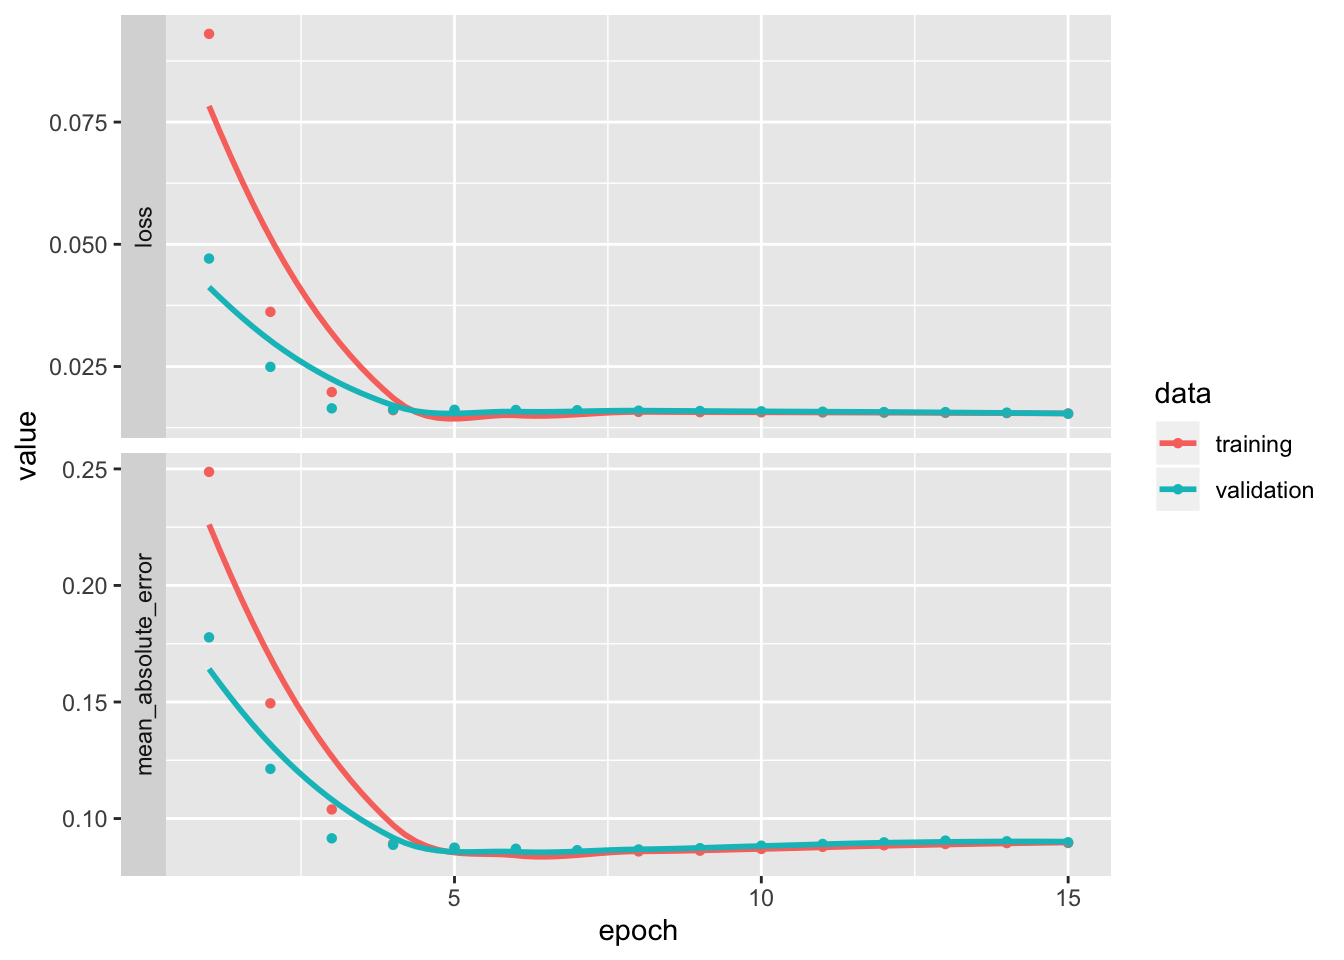 0.075
0.050
0.025
loss
0.25
0.20
0.15
0.10
mean_absolute_error
value
5
10
15
epoch
data
training
validation